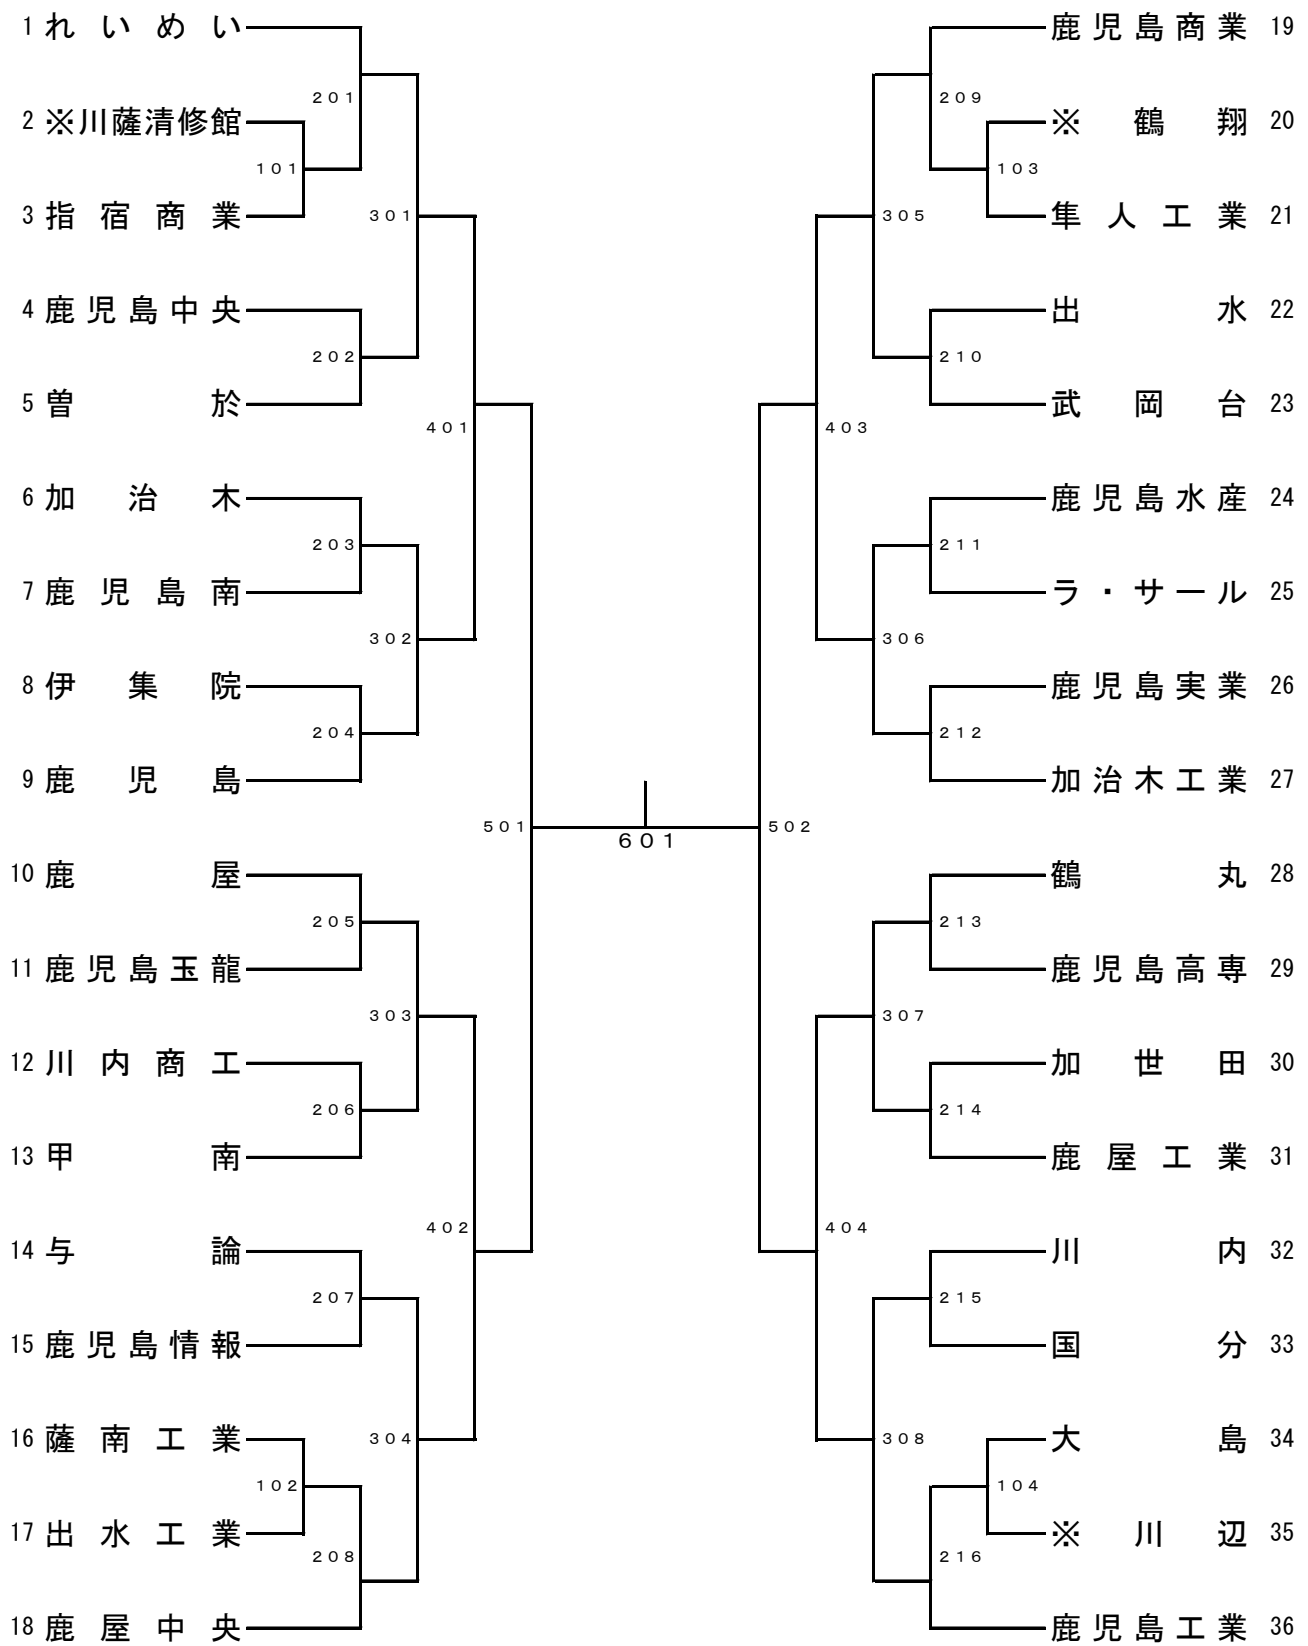 1 れいめい
201
2 ※川薩清修館
101
3 指宿商業
301
4 鹿児島中央
202
5 曽於
401
6 加治木
203
7 鹿児島南
302
8 伊集院
204
9 鹿児島
501
10 鹿屋
205
11 鹿児島玉龍
303
12 川内商工
206
13 甲南
402
14 与論
207
15 鹿児島情報
16 薩南工業
304
102
17 出水工業
208
18 鹿屋中央
601
鹿児島商業 19
209
※鶴翔 20
103
隼人工業 21
305
出水 22
210
武岡台 23
403
鹿児島水産 24
211
ラ・サール 25
306
鹿児島実業 26
212
加治木工業 27
502
鶴丸 28
213
鹿児島高専 29
307
加世田 30
214
鹿屋工業 31
404
川内 32
215
国分 33
大島 34
308
104
※川辺 35
216
鹿児島工業 36